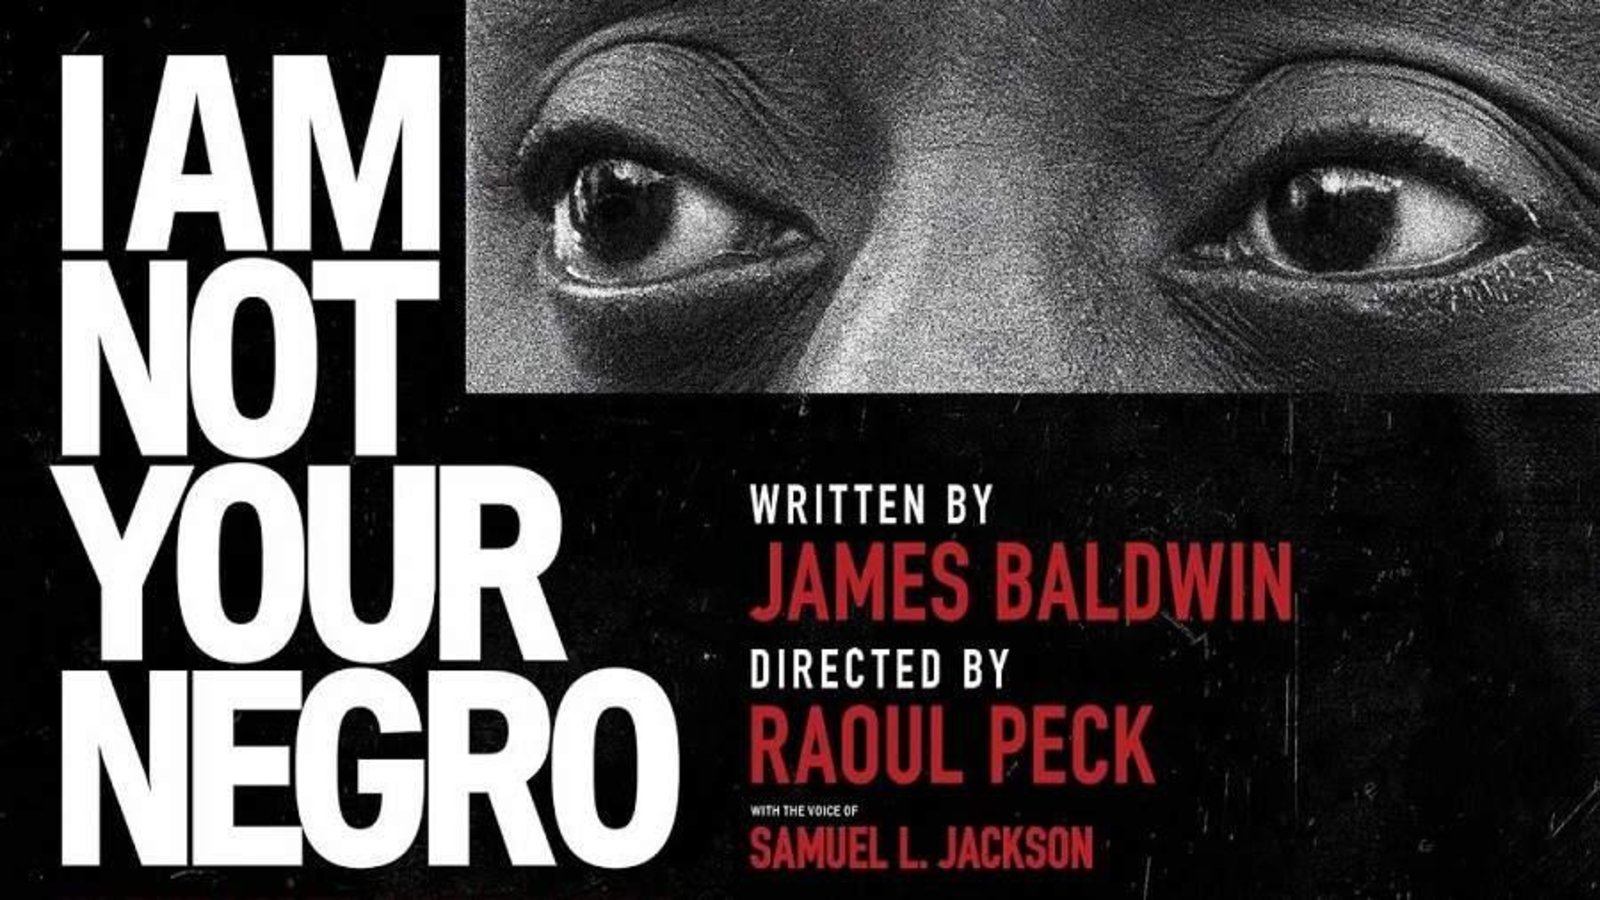 I AM
NOT
YOUR
NEGRO
WRITTEN BY
JAMES BALDWIN
DIRECTED BY
RAOUL PECK
WITH THE VOICE OF
SAMUEL L. JACKSON